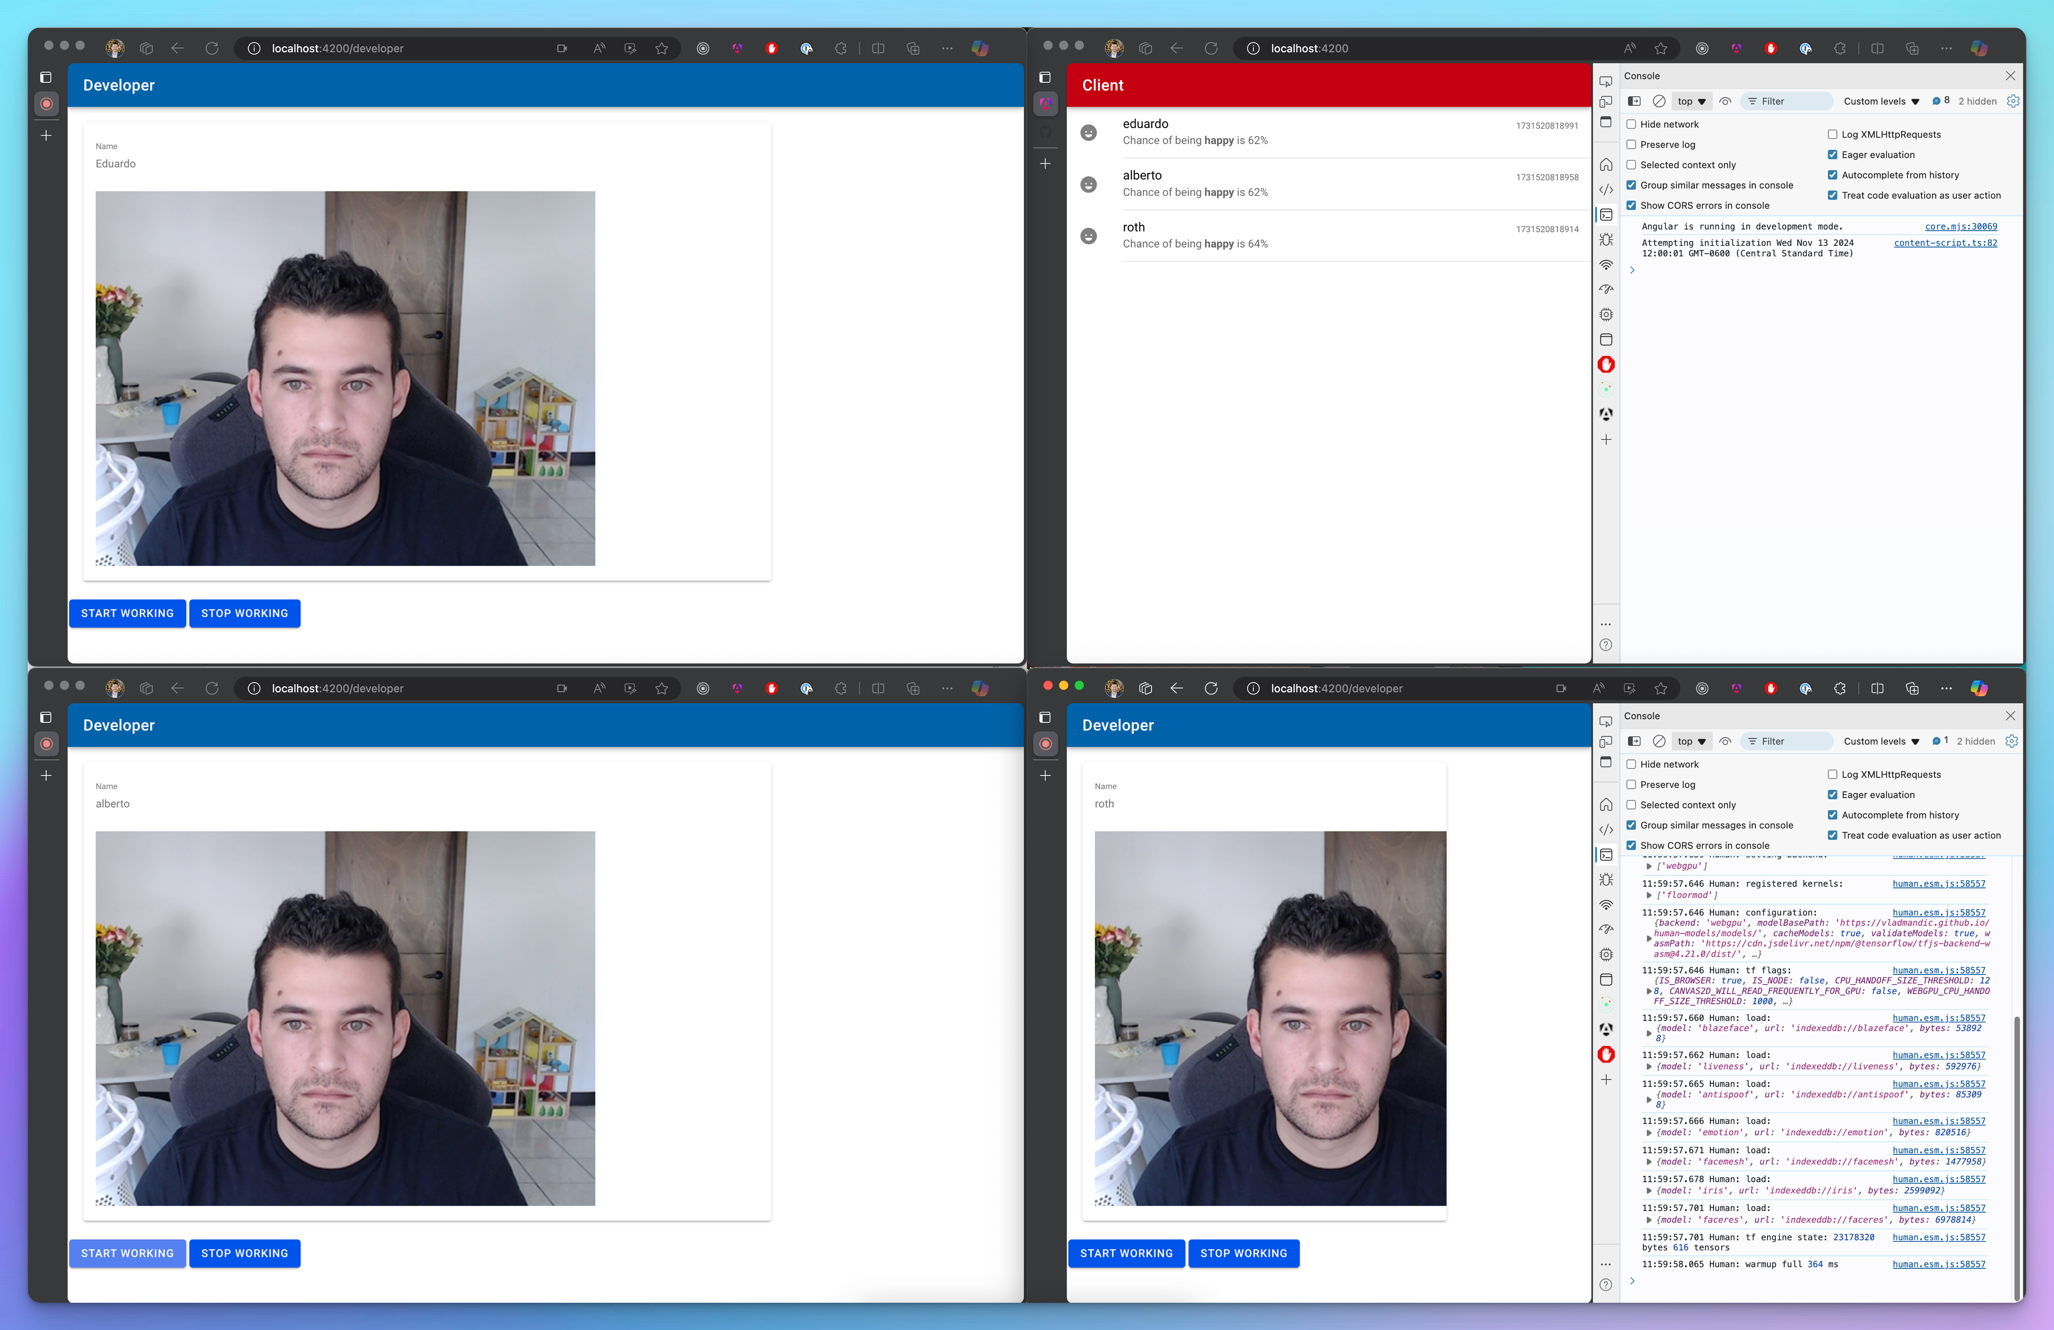 localhost:4200/developer
Developer
Name
Eduardo
START WORKING
STOP WORKING
localhost:4200
Client
eduardo
1731520818991
Chance of being happy is 62%
alberto
1731520818958
Chance of being happy is 62%
roth
1731520818914
Chance of being happy is 64%
Console
top
Filter
Custom levels
8
2 hidden
Hide network
Log XMLHttpRequests
Preserve log
Eager evaluation
Selected context only
Autocomplete from history
Group similar messages in console
Treat code evaluation as user action
Show CORS errors in console
Angular is running in development mode.
core.mjs:30069
Attempting initialization Wed Nov 13 2024
content-script.ts:82
12:00:01 GMT-0600 (Central Standard Time)
localhost:4200/developer
Developer
Name
alberto
START WORKING
STOP WORKING
localhost:4200/developer
Developer
Name
roth
START WORKING
STOP WORKING
Console
top
Filter
Custom levels
1
2 hidden
Hide network
Log XMLHttpRequests
Preserve log
Eager evaluation
Selected context only
Autocomplete from history
Group similar messages in console
Treat code evaluation as user action
Show CORS errors in console
['webgpu']
11:59:57.646 Human: registered kernels:
human.esm.js:58557
['floormod']
11:59:57.646 Human: configuration:
human.esm.js:58557
{backend: 'webgpu', modelBasePath: 'https://vladmandic.github.io/
human-models/models/', cacheModels: true, validateModels: true, w
asmPath: 'https://cdn.jsdelivr.net/npm/@tensorflow/tfjs-backend-w
asm@4.21.0/dist/', …}
11:59:57.646 Human: tf flags:
human.esm.js:58557
{IS_BROWSER: true, IS_NODE: false, CPU_HANDOFF_SIZE_THRESHOLD: 12
8, CANVAS2D_WILL_READ_FREQUENTLY_FOR_GPU: false, WEBGPU_CPU_HANDO
FF_SIZE_THRESHOLD: 1000, …}
11:59:57.660 Human: load:
human.esm.js:58557
{model: 'blazeface', url: 'indexeddb://blazeface', bytes: 53892
8}
11:59:57.662 Human: load:
human.esm.js:58557
{model: 'liveness', url: 'indexeddb://liveness', bytes: 592976}
11:59:57.665 Human: load:
human.esm.js:58557
{model: 'antispoof', url: 'indexeddb://antispoof', bytes: 85309
8}
11:59:57.666 Human: load:
human.esm.js:58557
{model: 'emotion', url: 'indexeddb://emotion', bytes: 820516}
11:59:57.671 Human: load:
human.esm.js:58557
{model: 'facemesh', url: 'indexeddb://facemesh', bytes: 1477958}
11:59:57.678 Human: load:
human.esm.js:58557
{model: 'iris', url: 'indexeddb://iris', bytes: 2599092}
11:59:57.701 Human: load:
human.esm.js:58557
{model: 'faceres', url: 'indexeddb://faceres', bytes: 6978814}
11:59:57.701 Human: tf engine state: 23178320
human.esm.js:58557
bytes 616 tensors
11:59:58.065 Human: warmup full 364 ms
human.esm.js:58557